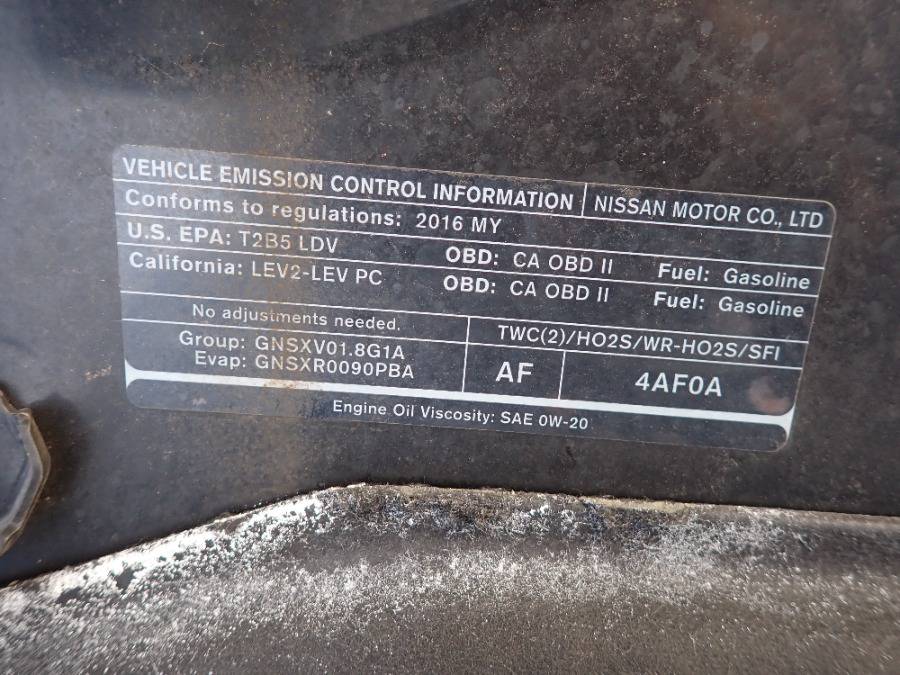 VEHICLE EMISSION CONTROL INFORMATION NISSAN MOTOR CO., LTD
Conforms to regulations: 2016 MY
U.S. EPA: T2B5 LDV OBD: CA OBD II Fuel: Gasoline
California: LEV2-LEV PC OBD: CA OBD II Fuel: Gasoline
No adjustments needed. TWC(2)/HO2S/WR-HO2S/SFI
Group: GNSXV01.8G1A
Evap: GNSXR0090PBA AF 4AF0A
Engine Oil Viscosity: SAE 0W-20